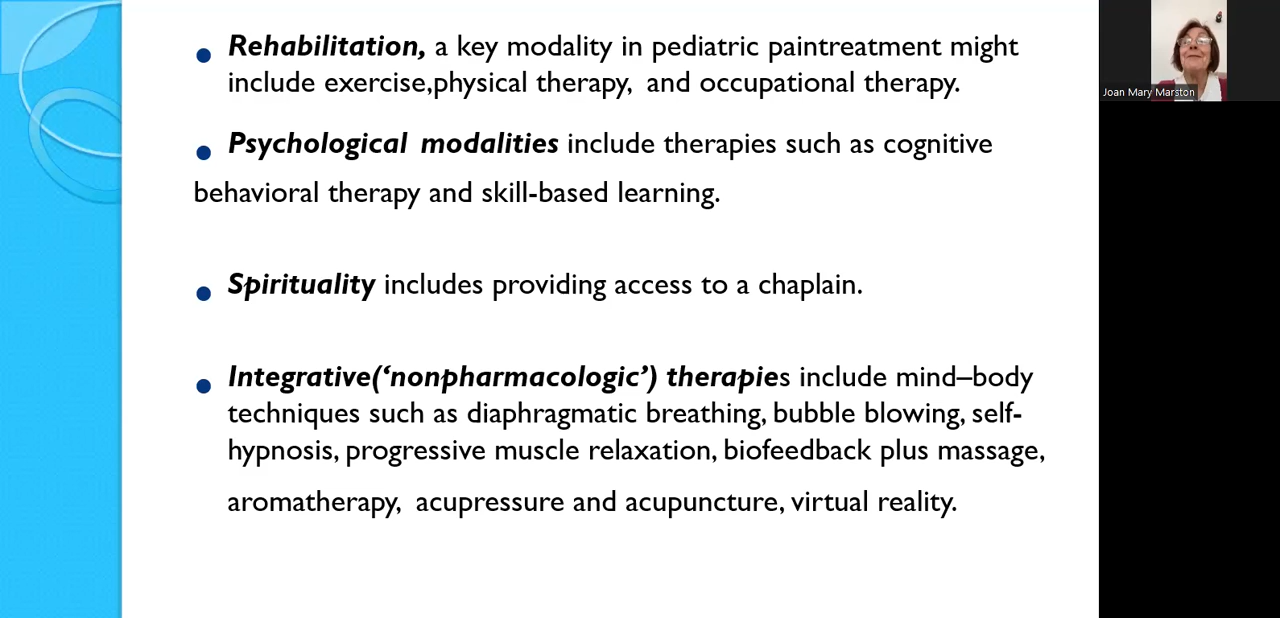 • Rehabilitation, a key modality in pediatric paintreatment might
include exercise,physical therapy, and occupational therapy.
• Psychological modalities include therapies such as cognitive
behavioral therapy and skill-based learning.
• Spirituality includes providing access to a chaplain.
• Integrative(‘nonpharmacologic’) therapies include mind–body
techniques such as diaphragmatic breathing, bubble blowing, self-
hypnosis, progressive muscle relaxation, biofeedback plus massage,
aromatherapy, acupressure and acupuncture, virtual reality.
Joan Mary Marston